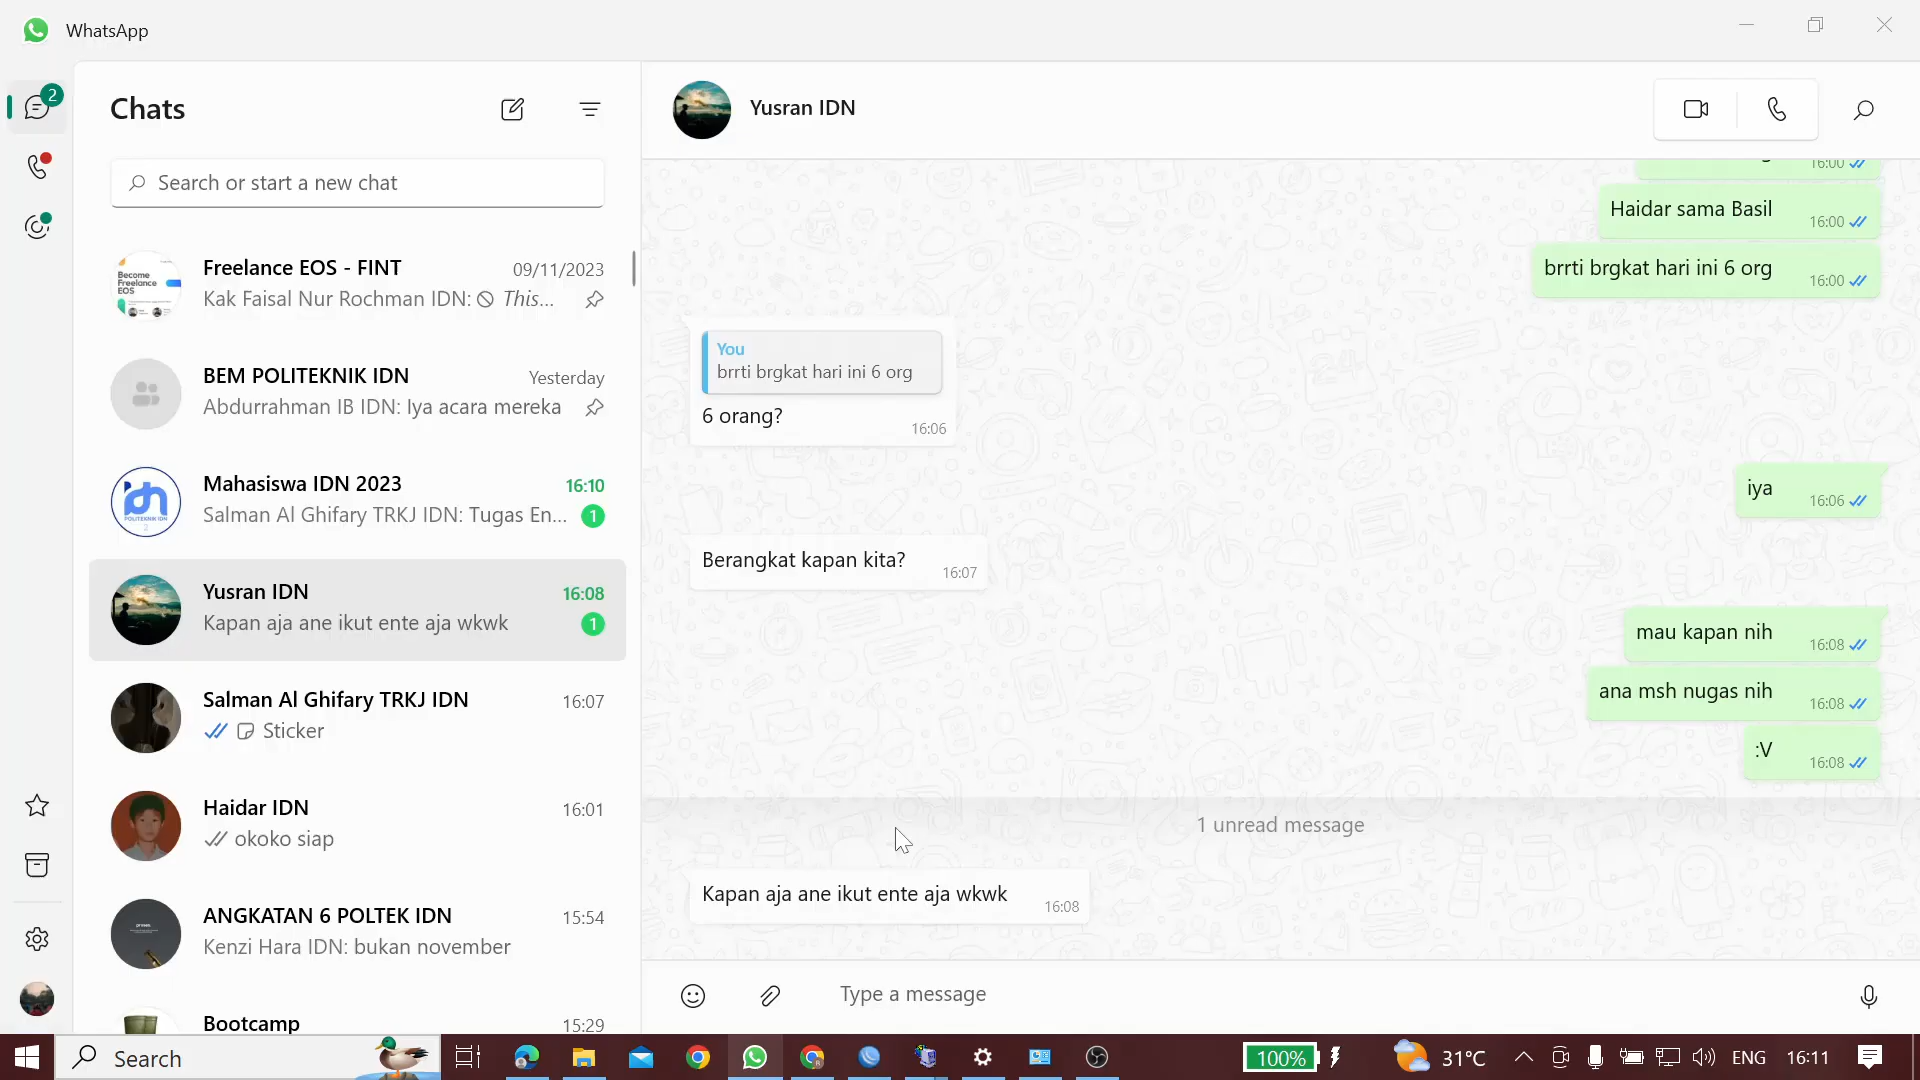 WhatsApp
2
Chats
Search or start a new chat
Freelance EOS - FINT
09/11/2023
Kak Faisal Nur Rochman IDN: This...
Become
Freelance
EOS
BEM POLITEKNIK IDN
Yesterday
Abdurrahman IB IDN: Iya acara mereka
Mahasiswa IDN 2023
16:10
Salman Al Ghifary TRKJ IDN: Tugas En...
1
POLITEKNIK IDN
Yusran IDN
16:08
Kapan aja ane ikut ente aja wkwk
1
Salman Al Ghifary TRKJ IDN
16:07
Sticker
Haidar IDN
16:01
okoko siap
ANGKATAN 6 POLTEK IDN
15:54
Kenzi Hara IDN: bukan november
Bootcamp
15:29
Yusran IDN
16:00
Haidar sama Basil
16:00
brrti brgkat hari ini 6 org
16:00
You
brrti brgkat hari ini 6 org
6 orang?
16:06
iya
16:06
Berangkat kapan kita?
16:07
mau kapan nih
16:08
ana msh nugas nih
16:08
:V
16:08
1 unread message
Kapan aja ane ikut ente aja wkwk
16:08
Type a message
Search
100%
31°C
ENG
16:11